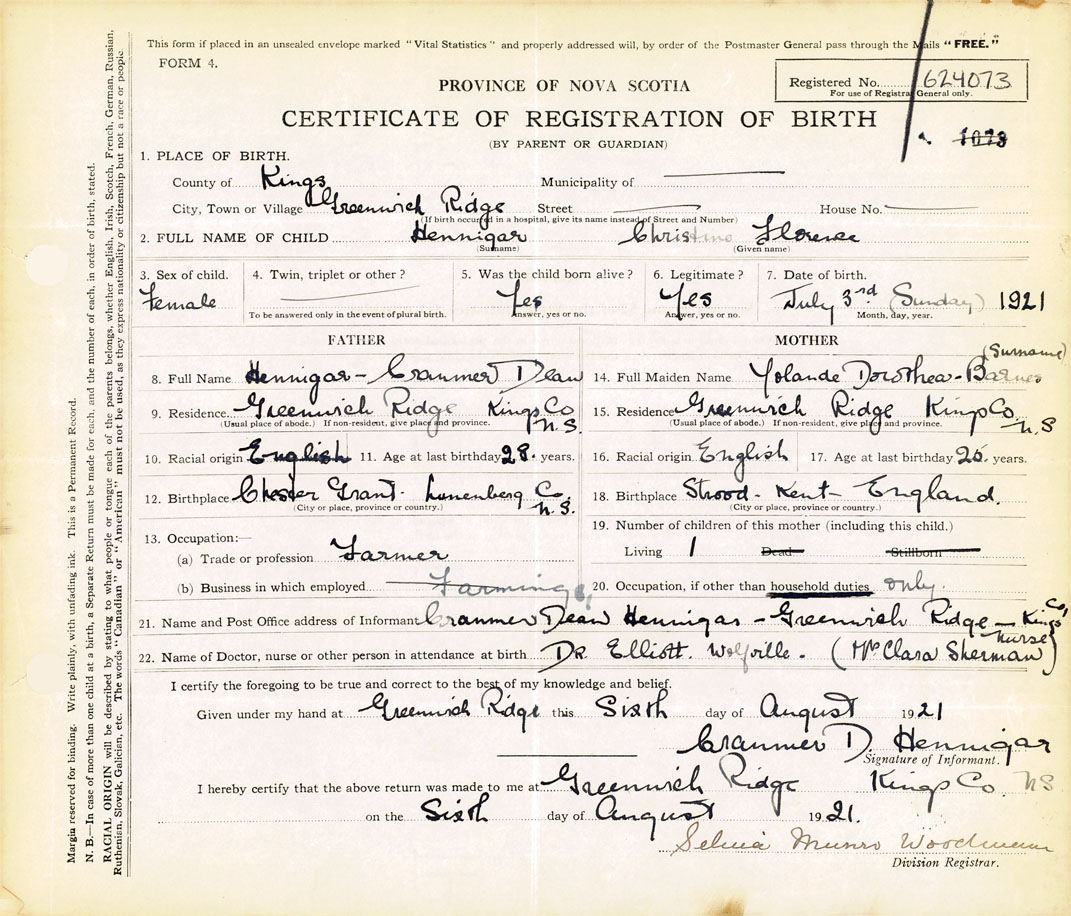 This form if placed in an unsealed envelope marked "Vital Statistics" and properly addressed will, by order of the Postmaster General pass through the Mails "FREE."
FORM 4.
Registered No. 624073
For use of Registrar General only.
PROVINCE OF NOVA SCOTIA
CERTIFICATE OF REGISTRATION OF BIRTH
1073
(BY PARENT OR GUARDIAN)
1. PLACE OF BIRTH.
County of Kings Municipality of
City, Town or Village Greenwich Ridge Street House No.
(If birth occurred in a hospital, give its name instead of Street and Number)
2. FULL NAME OF CHILD Hennigar Christine Florence
(Surname) (Given name)
3. Sex of child. 4. Twin, triplet or other? 5. Was the child born alive? 6. Legitimate? 7. Date of birth.
Female Yes Yes July 3rd (Sunday) 1921
To be answered only in the event of plural birth. Answer, yes or no. Answer, yes or no. Month, day, year.
FATHER
8. Full Name Hennigar - Cranmer Dean
9. Residence Greenwich Ridge Kings Co N.S.
(Usual place of abode.) If non-resident, give place and province.
10. Racial origin English 11. Age at last birthday 28. years.
12. Birthplace Chester Grant - Lunenberg Co. N.S.
(City or place, province or country.)
13. Occupation:—
(a) Trade or profession Farmer
(b) Business in which employed Farming
MOTHER
(Surname)
14. Full Maiden Name Yolande Dorothea - Barnes
15. Residence Greenwich Ridge Kings Co. N.S
(Usual place of abode.) If non-resident, give place and province.
16. Racial origin English 17. Age at last birthday 26. years.
18. Birthplace Strood - Kent - England.
(City or place, province or country.)
19. Number of children of this mother (including this child.)
Living 1 Dead Stillborn
20. Occupation, if other than household duties only.
21. Name and Post Office address of Informant Cranmer Dean Hennigar - Greenwich Ridge - Kings Co,
22. Name of Doctor, nurse or other person in attendance at birth. Dr. Elliott. Wolfville. (Mrs Clara Sherman Nurse)
I certify the foregoing to be true and correct to the best of my knowledge and belief.
Given under my hand at Greenwich Ridge this Sixth day of August 1921
Cranmer D. Hennigar
Signature of Informant.
I hereby certify that the above return was made to me at Greenwich Ridge Kings Co. NS
on the Sixth day of August 1921.
Selma Munro Woodman
Division Registrar.
Margin reserved for binding. Write plainly, with unfading ink. This is a Permanent Record.
N. B.—In case of more than one child at a birth, a Separate Return must be made for each, and the number of each, in order of birth, stated.
RACIAL ORIGIN will be described by stating to what people or tongue each of the parents belongs, whether English, Irish, Scotch, French, German, Russian,
Ruthenian, Slovak, Galician, etc. The words "Canadian" or "American" must not be used, as they express nationality or citizenship but not a race or people.